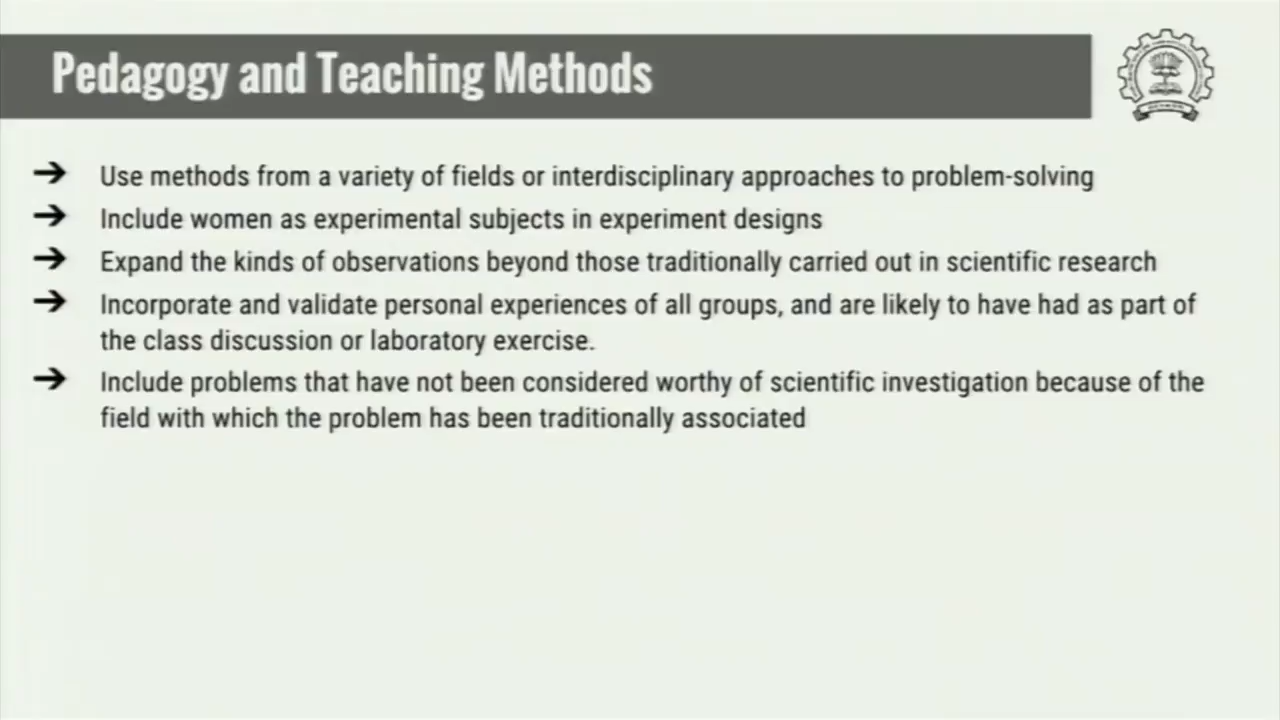 Pedagogy and Teaching Methods
➔ Use methods from a variety of fields or interdisciplinary approaches to problem-solving
➔ Include women as experimental subjects in experiment designs
➔ Expand the kinds of observations beyond those traditionally carried out in scientific research
➔ Incorporate and validate personal experiences of all groups, and are likely to have had as part of
the class discussion or laboratory exercise.
➔ Include problems that have not been considered worthy of scientific investigation because of the
field with which the problem has been traditionally associated